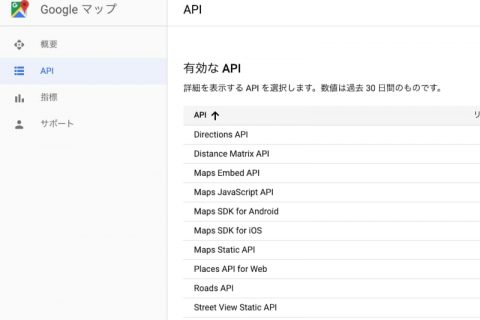 Google マップ
API
概要
API
指標
サポート
有効な API
詳細を表示する API を選択します。数値は過去 30 日間のものです。
API ↑ リ
Directions API
Distance Matrix API
Maps Embed API
Maps JavaScript API
Maps SDK for Android
Maps SDK for iOS
Maps Static API
Places API for Web
Roads API
Street View Static API